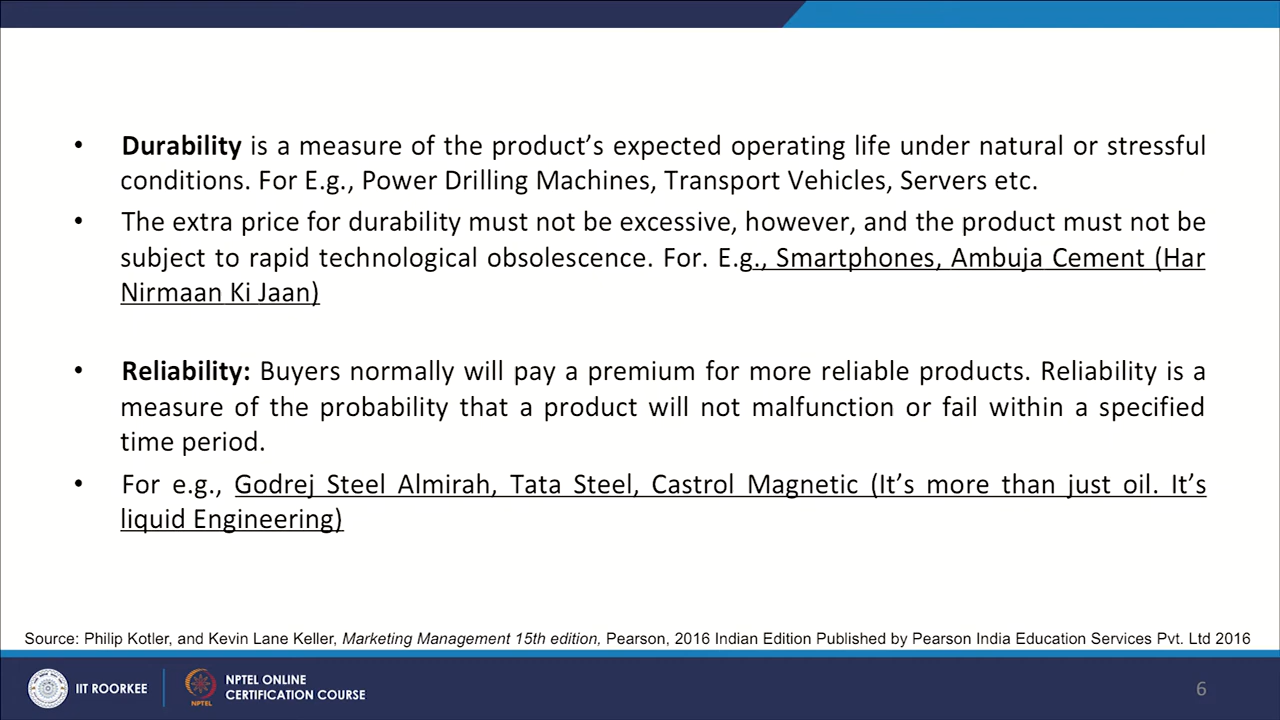 • Durability is a measure of the product’s expected operating life under natural or stressful
conditions. For E.g., Power Drilling Machines, Transport Vehicles, Servers etc.
• The extra price for durability must not be excessive, however, and the product must not be
subject to rapid technological obsolescence. For. E.g., Smartphones, Ambuja Cement (Har
Nirmaan Ki Jaan)
• Reliability: Buyers normally will pay a premium for more reliable products. Reliability is a
measure of the probability that a product will not malfunction or fail within a specified
time period.
• For e.g., Godrej Steel Almirah, Tata Steel, Castrol Magnetic (It’s more than just oil. It’s
liquid Engineering)
Source: Philip Kotler, and Kevin Lane Keller, Marketing Management 15th edition, Pearson, 2016 Indian Edition Published by Pearson India Education Services Pvt. Ltd 2016
IIT ROORKEE
NPTEL
NPTEL ONLINE
CERTIFICATION COURSE
6